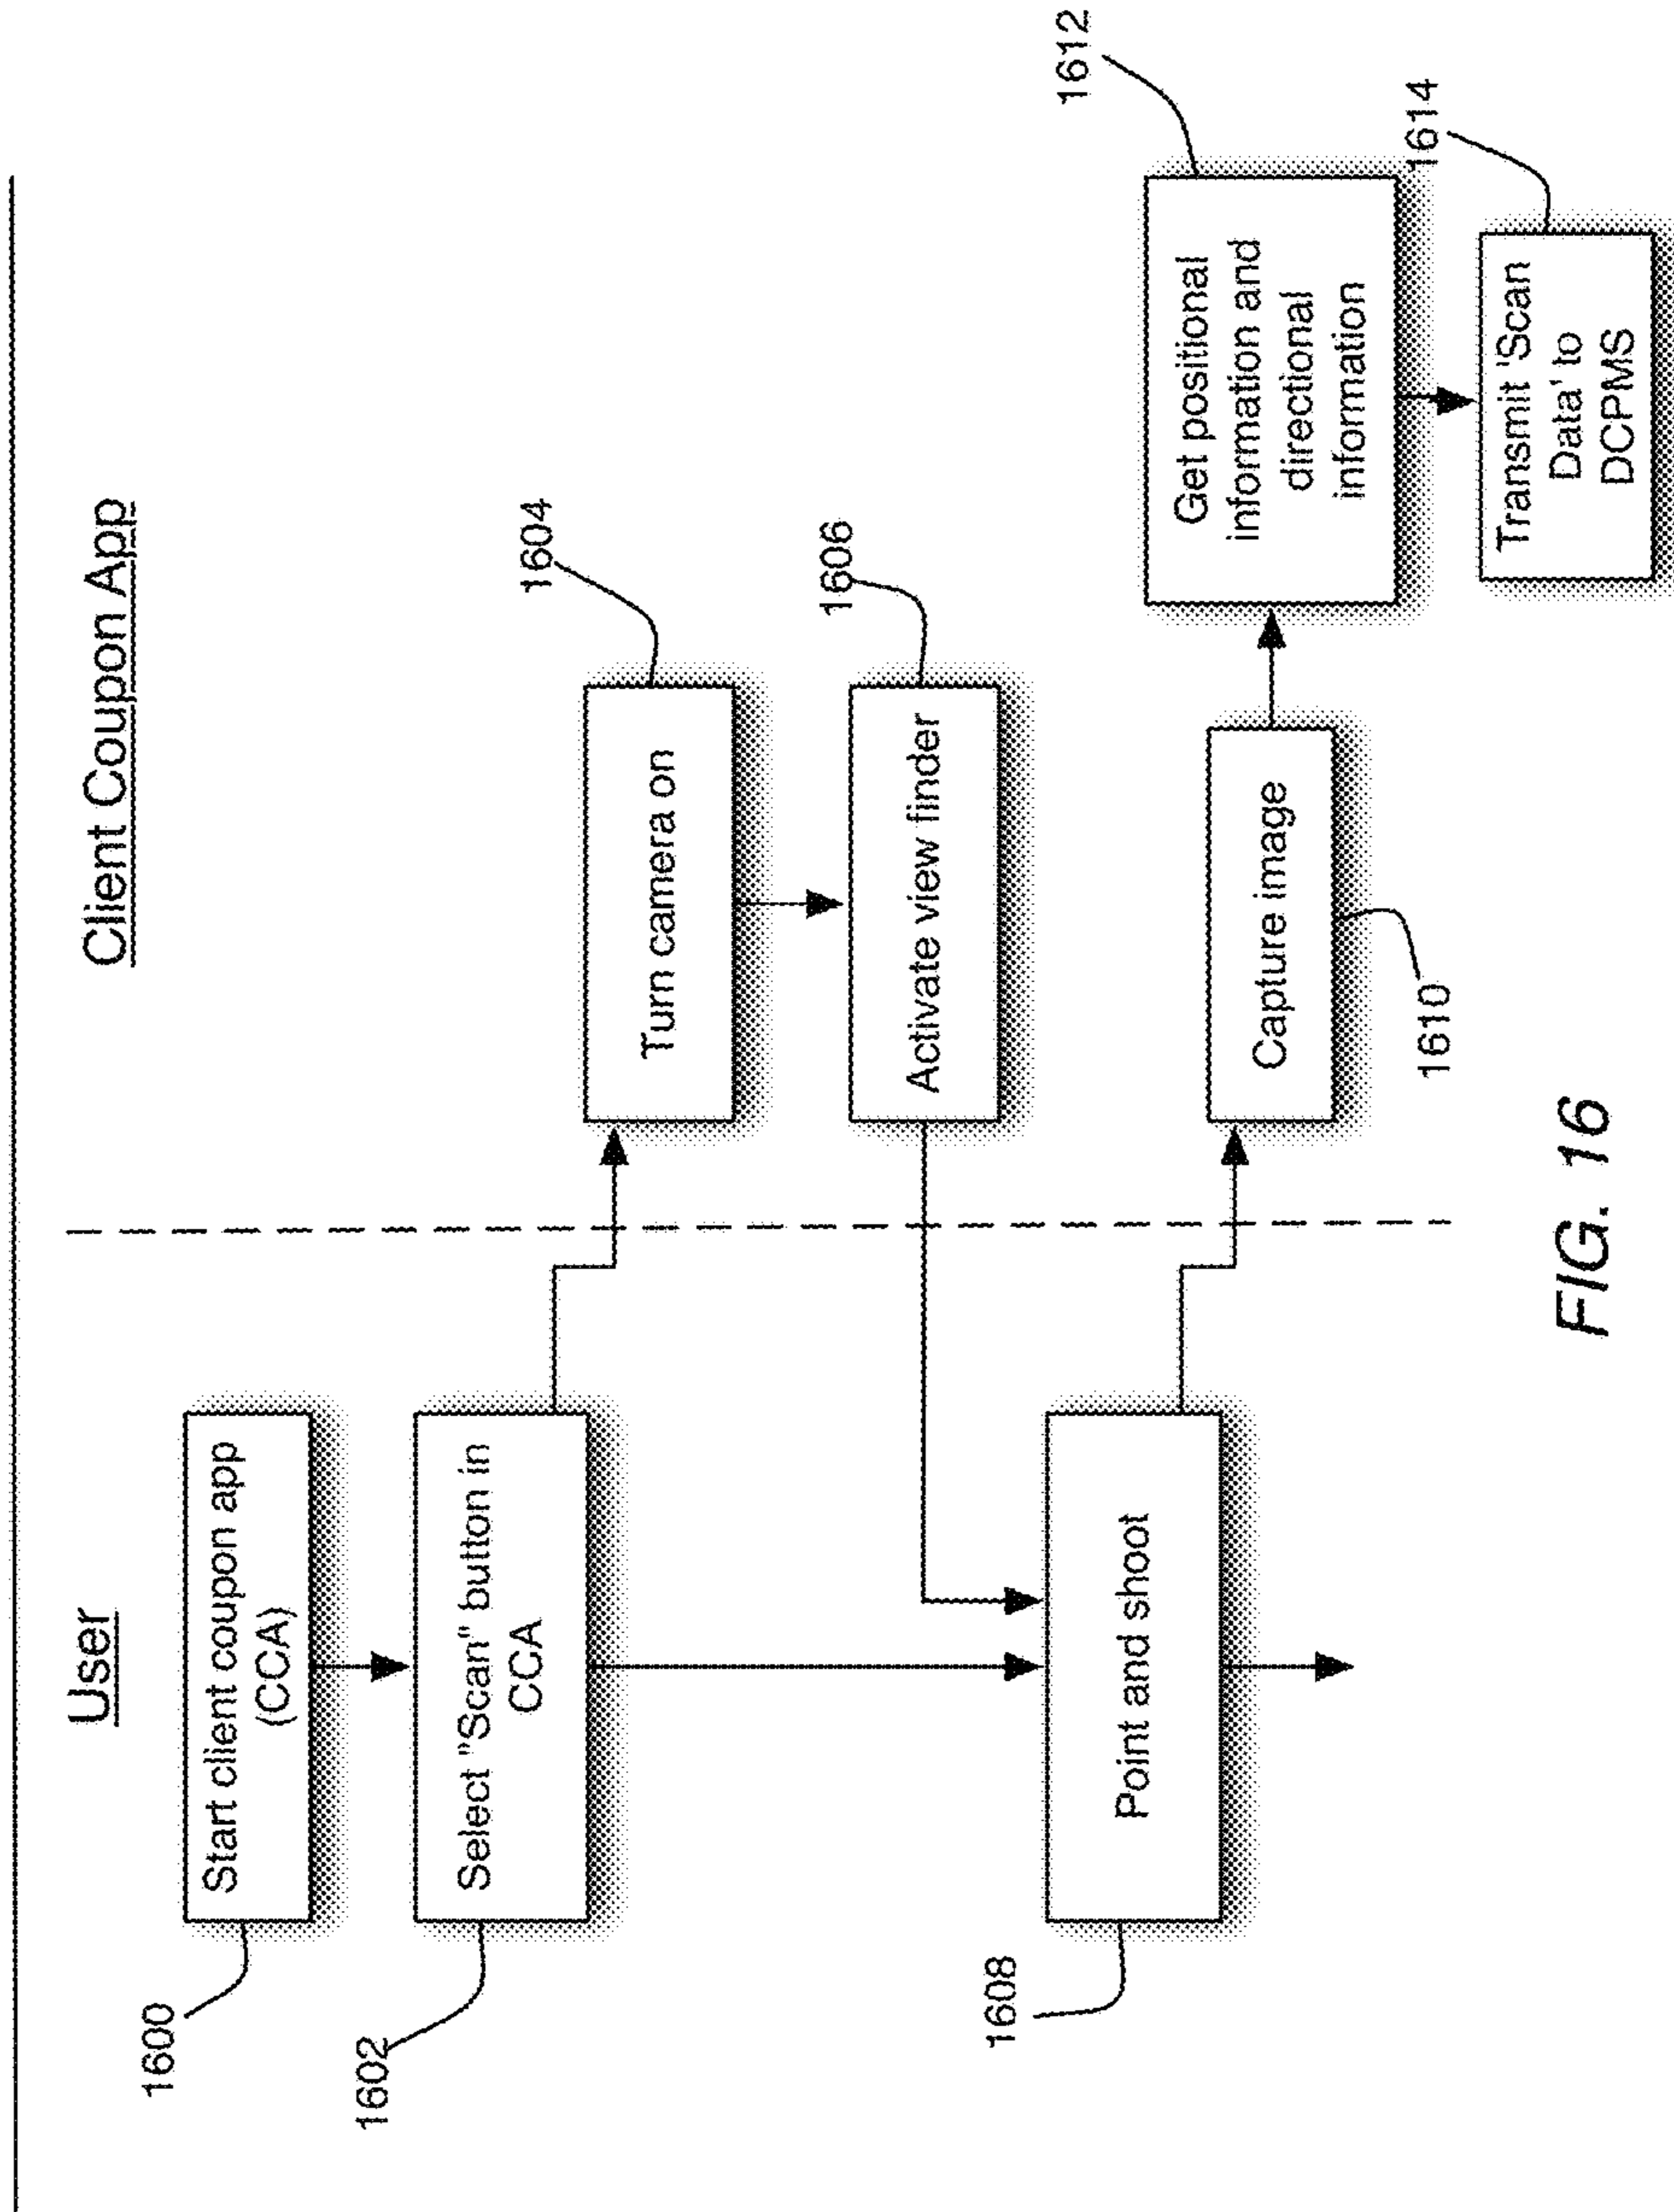 User
Client Coupon App
1600
Start client coupon app
(CCA)
1602
Select "Scan" button in
CCA
1604
Turn camera on
1606
Activate view finder
1608
Point and shoot
1610
Capture image
1612
Get positional
information and
directional
information
1614
Transmit 'Scan
Data' to
DCPMS
FIG. 16